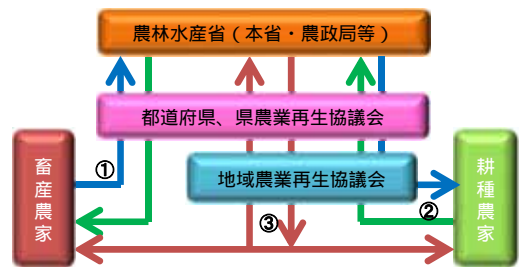 農林水産省（本省・農政局等）
都道府県、県農業再生協議会
地域農業再生協議会
畜産農家
①
③
②
耕種農家